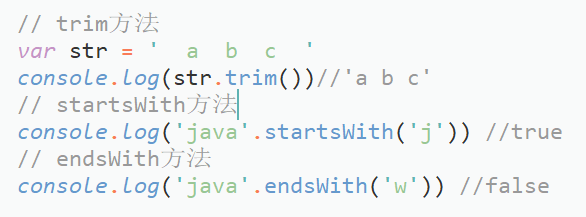 // trim方法
var str = '  a  b  c  '
console.log(str.trim())//'a b c'
// startsWith方法
console.log('java'.startsWith('j')) //true
// endsWith方法
console.log('java'.endsWith('w')) //false